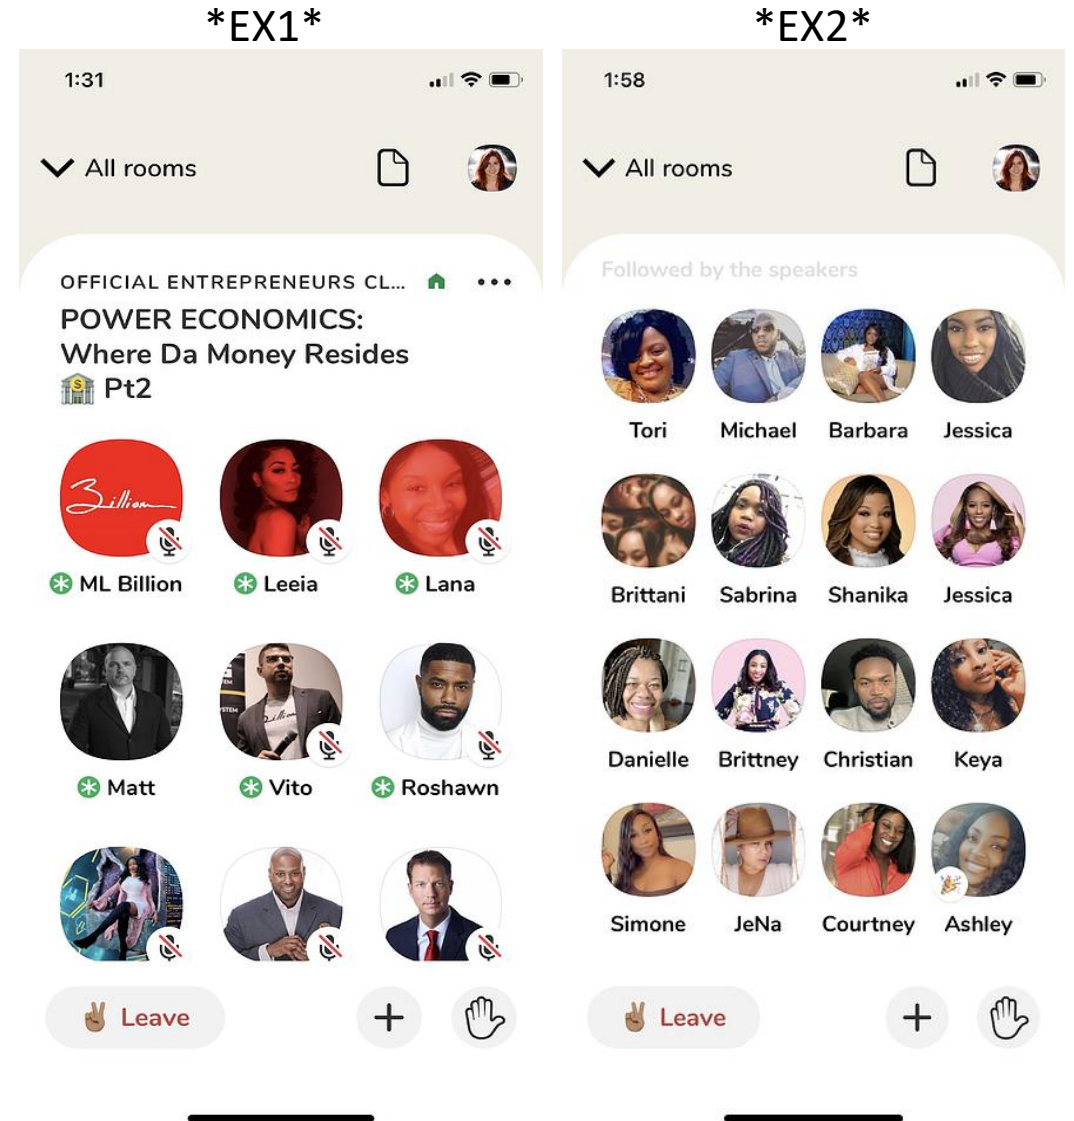 *EX1*
1:31
All rooms
OFFICIAL ENTREPRENEURS CL...
POWER ECONOMICS:
Where Da Money Resides
Pt2
Billion
ML Billion
Leeia
Lana
Matt
Vito
Roshawn
Leave
*EX2*
1:58
All rooms
Followed by the speakers
Tori Michael Barbara Jessica
Brittani Sabrina Shanika Jessica
Danielle Brittney Christian Keya
Simone JeNa Courtney Ashley
Leave